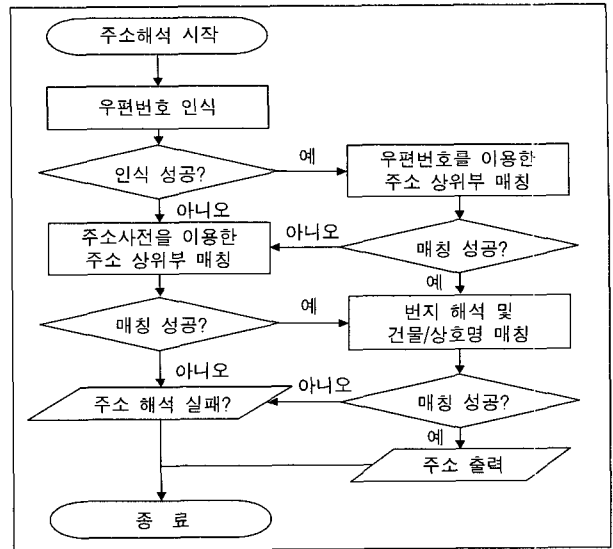 주소해석 시작
우편번호 인식
인식 성공?
예
우편번호를 이용한
주소 상위부 매칭
아니오
주소사전을 이용한
주소 상위부 매칭
아니오
매칭 성공?
예
매칭 성공?
예
번지 해석 및
건물/상호명 매칭
아니오
주소 해석 실패?
아니오
매칭 성공?
예
주소 출력
종 료